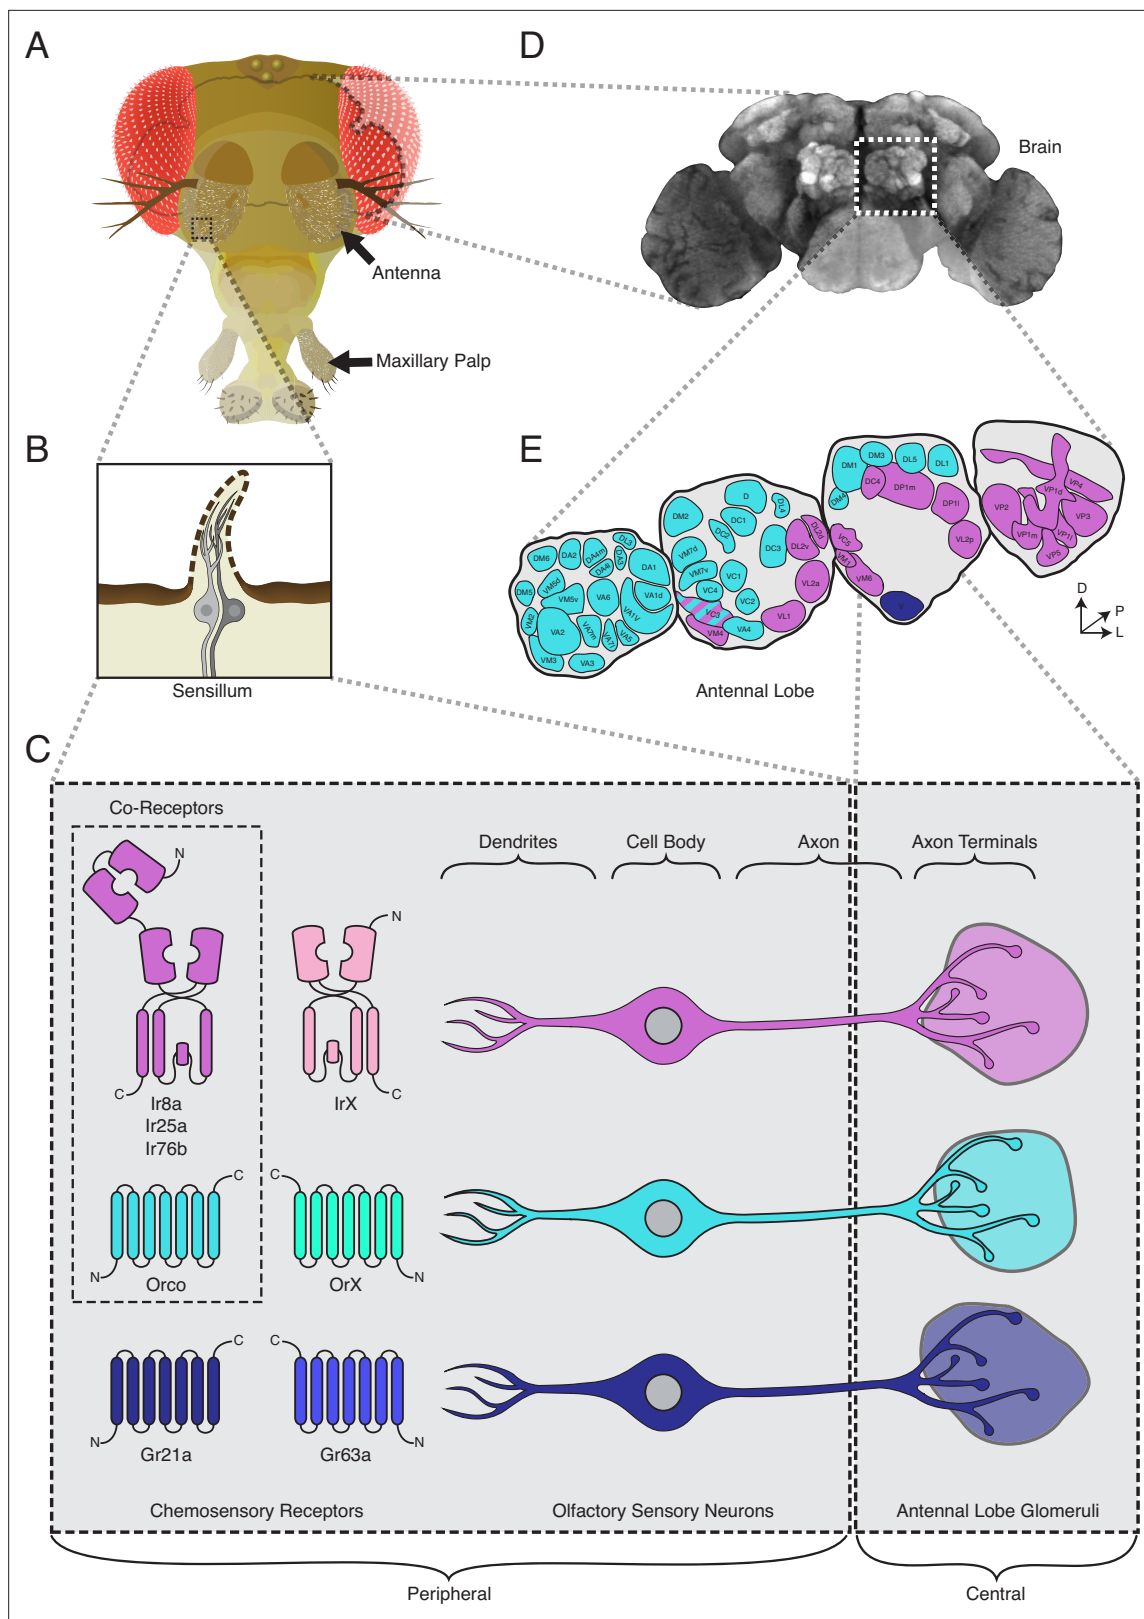 A
Antenna
Maxillary Palp
D
Brain
B
Sensillum
E
DM6
DA2
DA4m
DL3
DA4l
DA3
DA1
DM5
VM5d
VM5v
VA6
VA1d
VA1V
VM2
VA2
VA7m
VA7l
VA5
VM3
VA3
DM2
D
DL4
DC1
DC2
DC3
DL2v
DL2d
VM7d
VM7v
VC1
VC4
VC2
VL2a
VC3
VM4
VA4
VL1
DM1
DM3
DL5
DL1
DC4
DP1m
DM4
DP1l
VC5
VM1
VM6
VL2p
V
VP4
VP1d
VP2
VP3
VP1m
VP1l
VP5
D
P
L
Antennal Lobe
C
Co-Receptors
Dendrites
Cell Body
Axon
Axon Terminals
N
N
C
C
Ir8a
Ir25a
Ir76b
IrX
C
C
N
N
Orco
OrX
C
C
N
N
Gr21a
Gr63a
Chemosensory Receptors
Olfactory Sensory Neurons
Antennal Lobe Glomeruli
Peripheral
Central